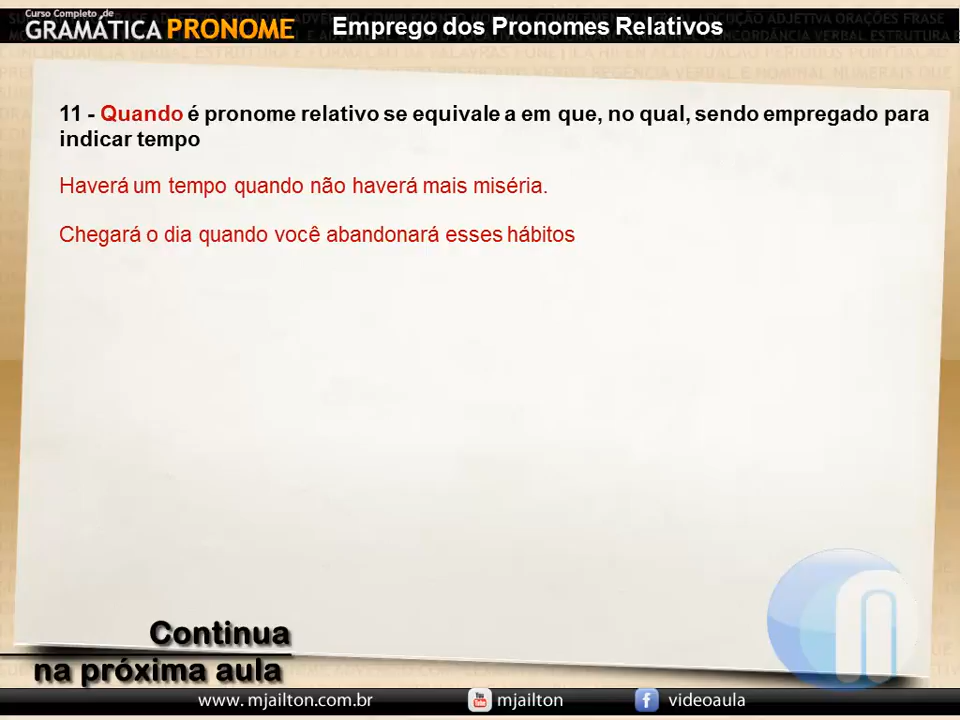 Curso Completo de
GRAMÁTICA PRONOME
Emprego dos Pronomes Relativos
11 - Quando é pronome relativo se equivale a em que, no qual, sendo empregado para
indicar tempo
Haverá um tempo quando não haverá mais miséria.
Chegará o dia quando você abandonará esses hábitos
Continua
na próxima aula
www. mjailton.com.br
mjailton
videoaula